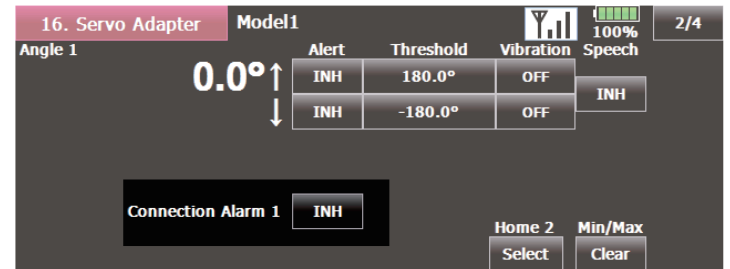 16. Servo Adapter Model1 100% 2/4
Angle 1 Alert Threshold Vibration Speech
0.0°↑ INH 180.0° OFF INH
↓ INH -180.0° OFF
Connection Alarm 1 INH
Home 2 Min/Max
Select Clear